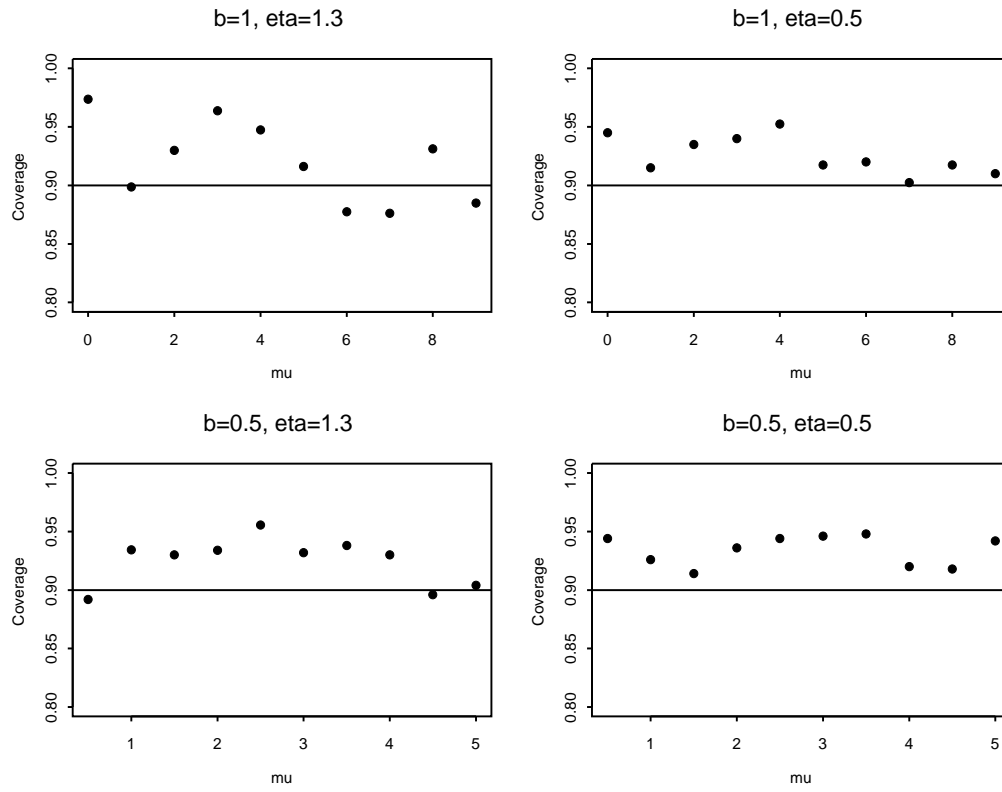 b=1, eta=1.3
Coverage
1.00
0.95
0.90
0.85
0.80
0 2 4 6 8
mu
b=1, eta=0.5
Coverage
1.00
0.95
0.90
0.85
0.80
0 2 4 6 8
mu
b=0.5, eta=1.3
Coverage
1.00
0.95
0.90
0.85
0.80
1 2 3 4 5
mu
b=0.5, eta=0.5
Coverage
1.00
0.95
0.90
0.85
0.80
1 2 3 4 5
mu